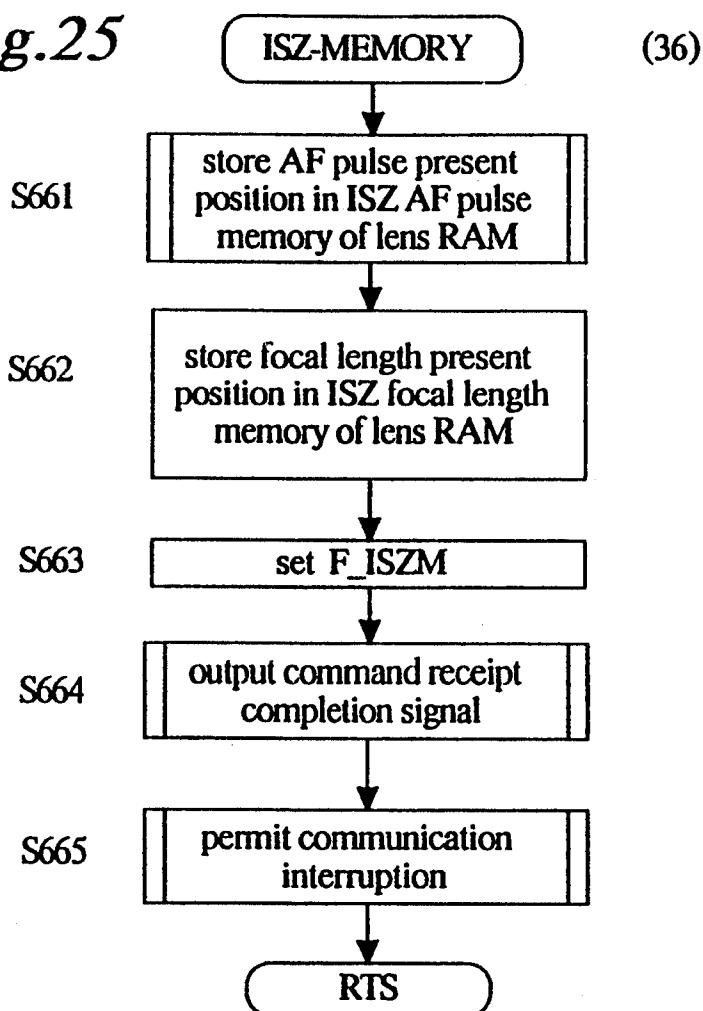 g.25
ISZ-MEMORY
(36)
S661
store AF pulse present
position in ISZ AF pulse
memory of lens RAM
S662
store focal length present
position in ISZ focal length
memory of lens RAM
S663
set F_ISZM
S664
output command receipt
completion signal
S665
permit communication
interruption
RTS